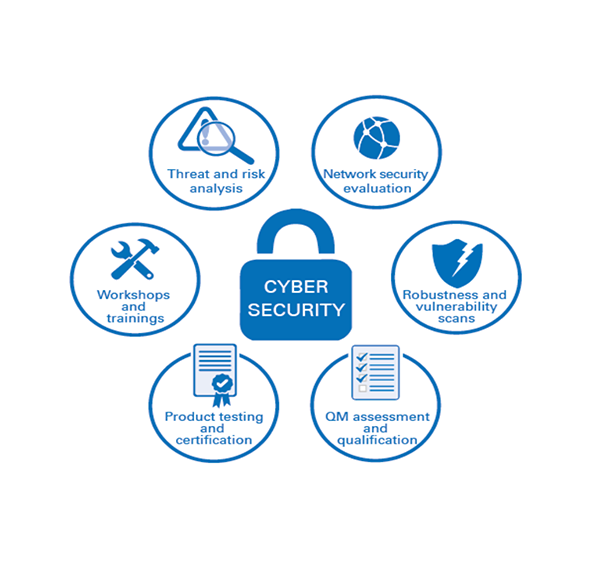 Threat and risk
analysis
Network security
evaluation
Workshops
and
trainings
CYBER
SECURITY
Robustness and
vulnerability
scans
Product testing
and
certification
QM assessment
and
qualification